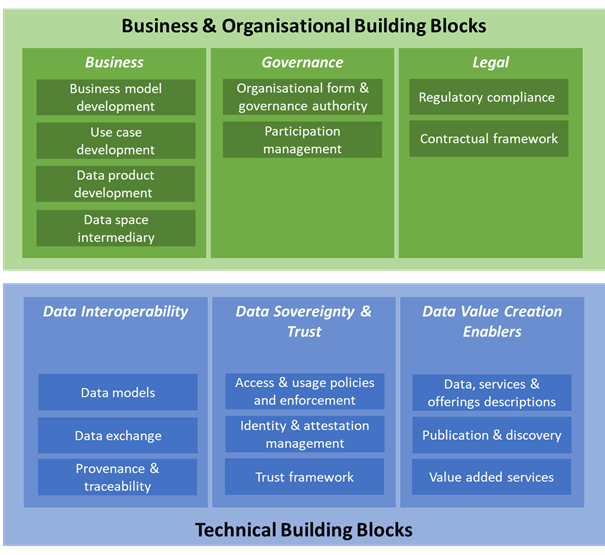 Business & Organisational Building Blocks
Business
Business model
development
Use case
development
Data product
development
Data space
intermediary
Governance
Organisational form &
governance authority
Participation
management
Legal
Regulatory compliance
Contractual framework
Data Interoperability
Data models
Data exchange
Provenance &
traceability
Data Sovereignty &
Trust
Access & usage policies
and enforcement
Identity & attestation
management
Trust framework
Data Value Creation
Enablers
Data, services &
offerings descriptions
Publication & discovery
Value added services
Technical Building Blocks